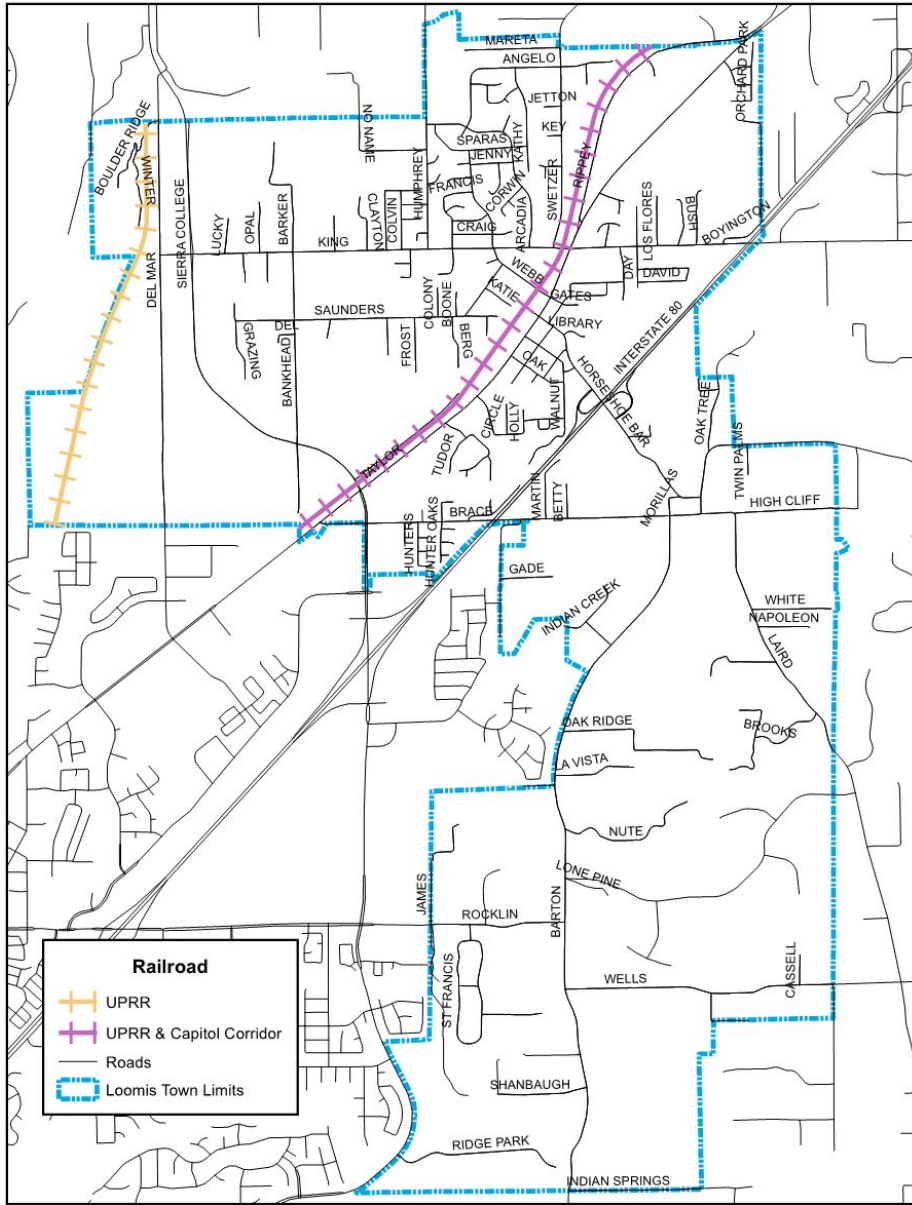 MARETA
ANGELO
ORCHARD PARK
JETTON
NO NAME
KEY
BOULDER RIDGE
SPARAS
KATHY
JENNY
RIPPEY
WINTER
HUMPHREY
FRANCIS
CORWIN
SWETZER
CLAYTON
COLVIN
LOS FLORES
BUSH
BOYINGTON
LUCKY
OPAL
BARKER
CRAIG
ARCADIA
KING
DEL MAR
SIERRA COLLEGE
WEBB
DAY
DAVID
KATIE
GATES
COLONY
BOONE
SAUNDERS
LIBRARY
INTERSTATE 80
DEL
GRAZING
BANKHEAD
FROST
BERG
OAK
HORSESHOE BAR
WALNUT
CIRCLE
HOLLY
OAK TREE
TUDOR
TAYLOR
TWIN PALMS
MORILLAS
MARTIN
BETTY
HIGH CLIFF
BRACE
HUNTERS
HUNTER OAKS
GADE
INDIAN CREEK
WHITE
NAPOLEON
LAIRD
OAK RIDGE
BROOKS
LA VISTA
NUTE
LONE PINE
JAMES
BARTON
ROCKLIN
ST FRANCIS
WELLS
CASSELL
SHANBAUGH
RIDGE PARK
INDIAN SPRINGS
Railroad
UPRR
UPRR & Capitol Corridor
Roads
Loomis Town Limits